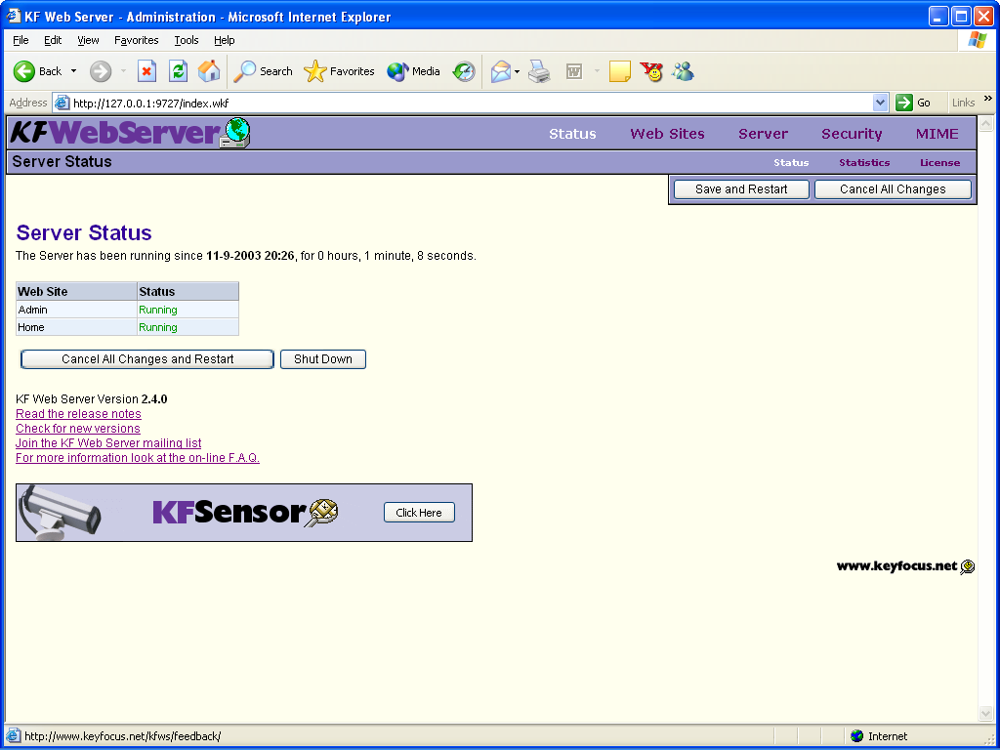 KF Web Server - Administration - Microsoft Internet Explorer
File Edit View Favorites Tools Help
Back Search Favorites Media
Address http://127.0.0.1:9727/index.wkf Go Links »
KFWebServer Status Web Sites Server Security MIME
Server Status Status Statistics License
Save and Restart Cancel All Changes
Server Status
The Server has been running since 11-9-2003 20:26, for 0 hours, 1 minute, 8 seconds.
Web Site Status
Admin Running
Home Running
Cancel All Changes and Restart Shut Down
KF Web Server Version 2.4.0
Read the release notes
Check for new versions
Join the KF Web Server mailing list
For more information look at the on-line F.A.Q.
KFSensor Click Here
www.keyfocus.net
http://www.keyfocus.net/kfws/feedback/ Internet